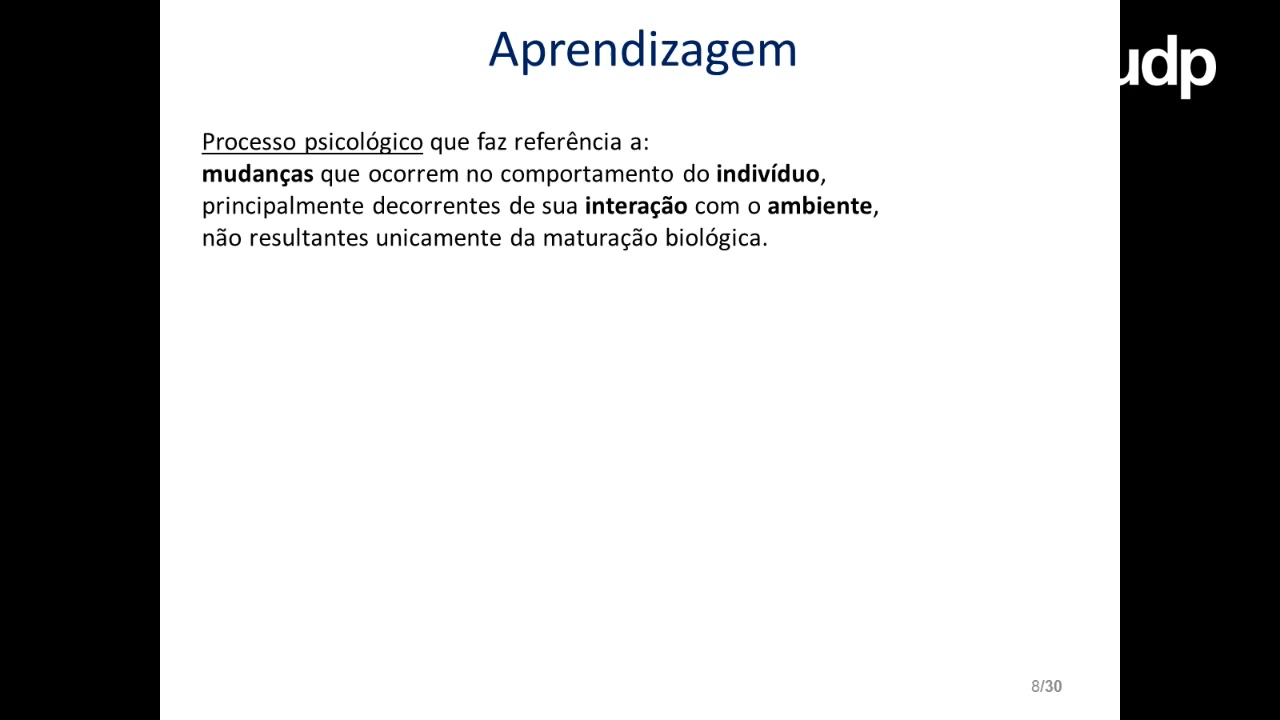 Aprendizagem
udp
Processo psicológico que faz referência a:
mudanças que ocorrem no comportamento do indivíduo,
principalmente decorrentes de sua interação com o ambiente,
não resultantes unicamente da maturação biológica.
8/30